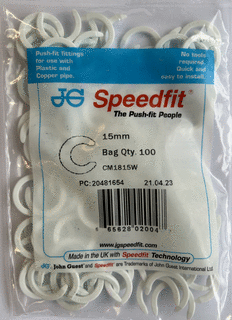 Push-fit fittings
for use with
Plastic and
Copper pipe.
No tools
required.
Quick and
easy to install.
JG Speedfit®
The Push-fit People
15mm
Bag Qty. 100
CM1815W
PC:20481654 21.04.23
65628 02004
www.jgspeedfit.com
Made in the UK with Speedfit Technology
JG, John Guest and Speedfit are Trademarks of John Guest International Ltd